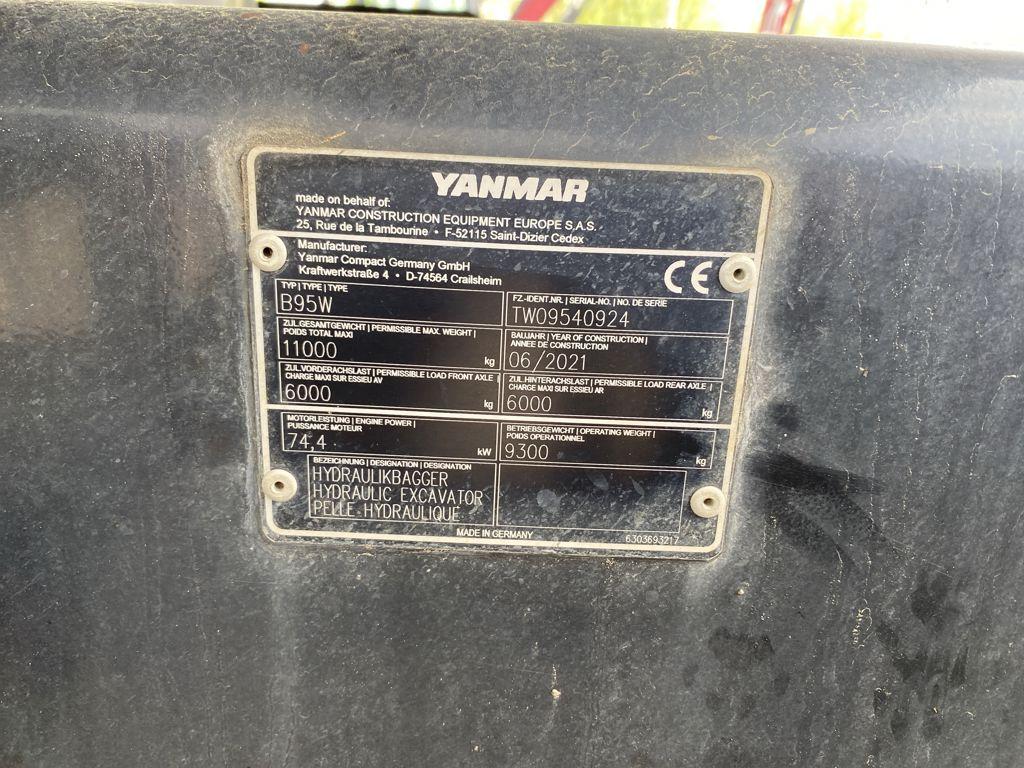 YANMAR
made on behalf of:
YANMAR CONSTRUCTION EQUIPMENT EUROPE S.A.S.
25, Rue de la Tambourine • F-52115 Saint-Dizier Cedex
Manufacturer:
Yanmar Compact Germany GmbH
Kraftwerkstraße 4 • D-74564 Crailsheim
CE
TYP | TYPE | TYPE
B95W
FZ.-IDENT.NR. | SERIAL-NO. | NO. DE SERIE
TW09540924
ZUL.GESAMTGEWICHT | PERMISSIBLE MAX. WEIGHT |
POIDS TOTAL MAXI
11000 kg
BAUJAHR | YEAR OF CONSTRUCTION |
ANNEE DE CONSTRUCTION
06/2021
ZUL.VORDERACHSLAST | PERMISSIBLE LOAD FRONT AXLE |
CHARGE MAXI SUR ESSIEU AV
6000 kg
ZUL.HINTERACHSLAST | PERMISSIBLE LOAD REAR AXLE |
CHARGE MAXI SUR ESSIEU AR
6000 kg
MOTORLEISTUNG | ENGINE POWER |
PUISSANCE MOTEUR
74,4 kW
BETRIEBSGEWICHT | OPERATING WEIGHT |
POIDS OPERATIONNEL
9300 kg
BEZEICHNUNG | DESIGNATION | DESIGNATION
HYDRAULIKBAGGER
HYDRAULIC EXCAVATOR
PELLE HYDRAULIQUE
MADE IN GERMANY
6303693217